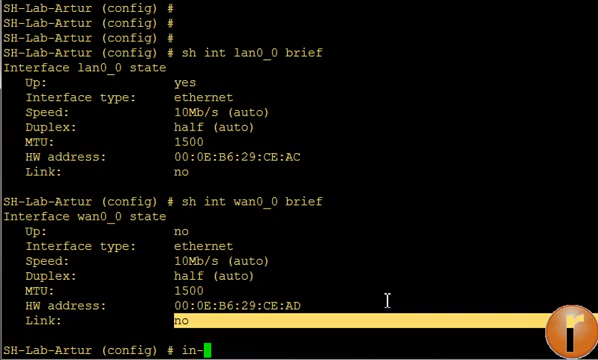 SH-Lab-Artur (config) #
SH-Lab-Artur (config) #
SH-Lab-Artur (config) #
SH-Lab-Artur (config) # sh int lan0_0 brief
Interface lan0_0 state
Up: yes
Interface type: ethernet
Speed: 10Mb/s (auto)
Duplex: half (auto)
MTU: 1500
HW address: 00:0E:B6:29:CE:AC
Link: no
SH-Lab-Artur (config) # sh int wan0_0 brief
Interface wan0_0 state
Up: no
Interface type: ethernet
Speed: 10Mb/s (auto)
Duplex: half (auto)
MTU: 1500
HW address: 00:0E:B6:29:CE:AD
Link: no
SH-Lab-Artur (config) # in-
r